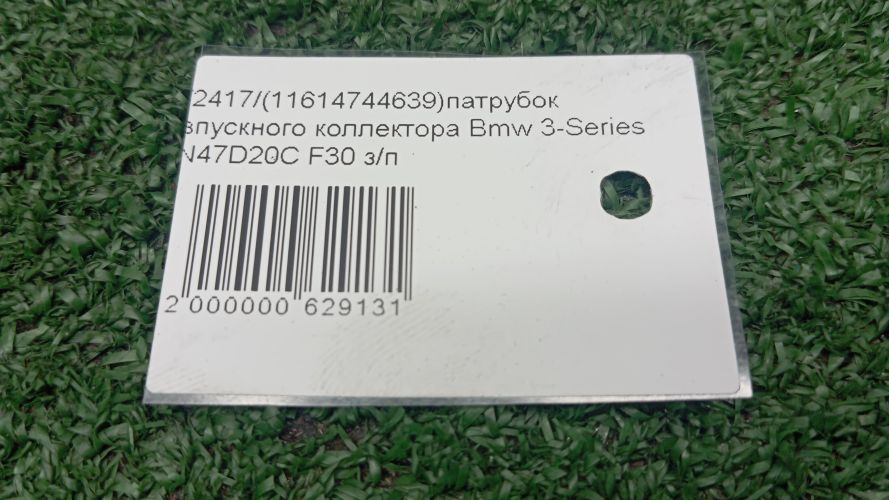 2417/(11614744639)патрубок
впускного коллектора Bmw 3-Series
N47D20C F30 з/п
2 000000 629131